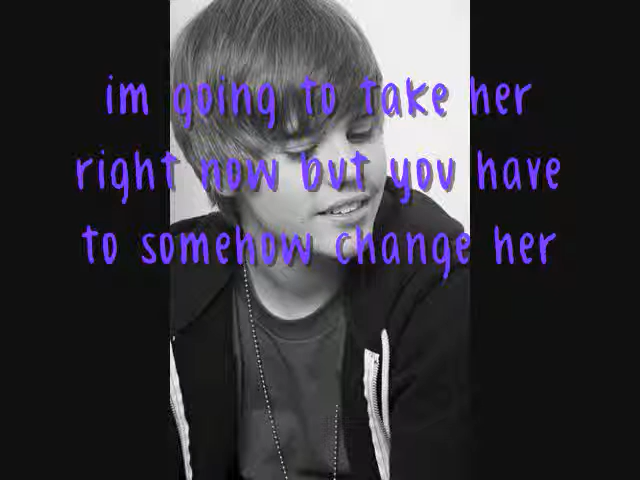 im going to take her
right now but you have
to somehow change her